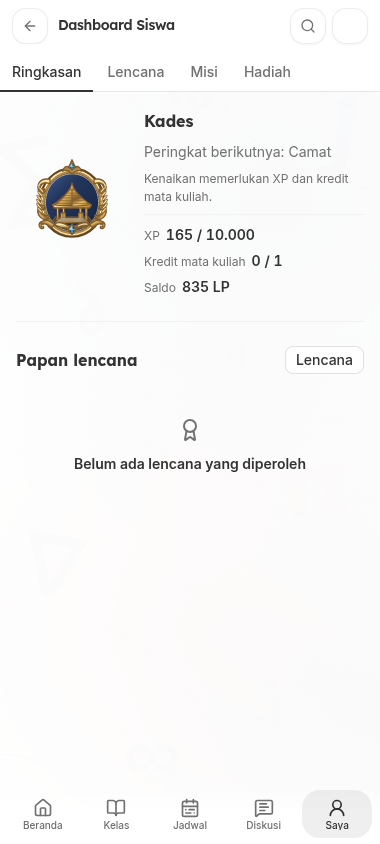 Dashboard Siswa
Ringkasan
Lencana
Misi
Hadiah
Kades
Peringkat berikutnya: Camat
Kenaikan memerlukan XP dan kredit
mata kuliah.
XP 165 / 10.000
Kredit mata kuliah 0 / 1
Saldo 835 LP
Papan lencana
Lencana
Belum ada lencana yang diperoleh
Beranda
Kelas
Jadwal
Diskusi
Saya